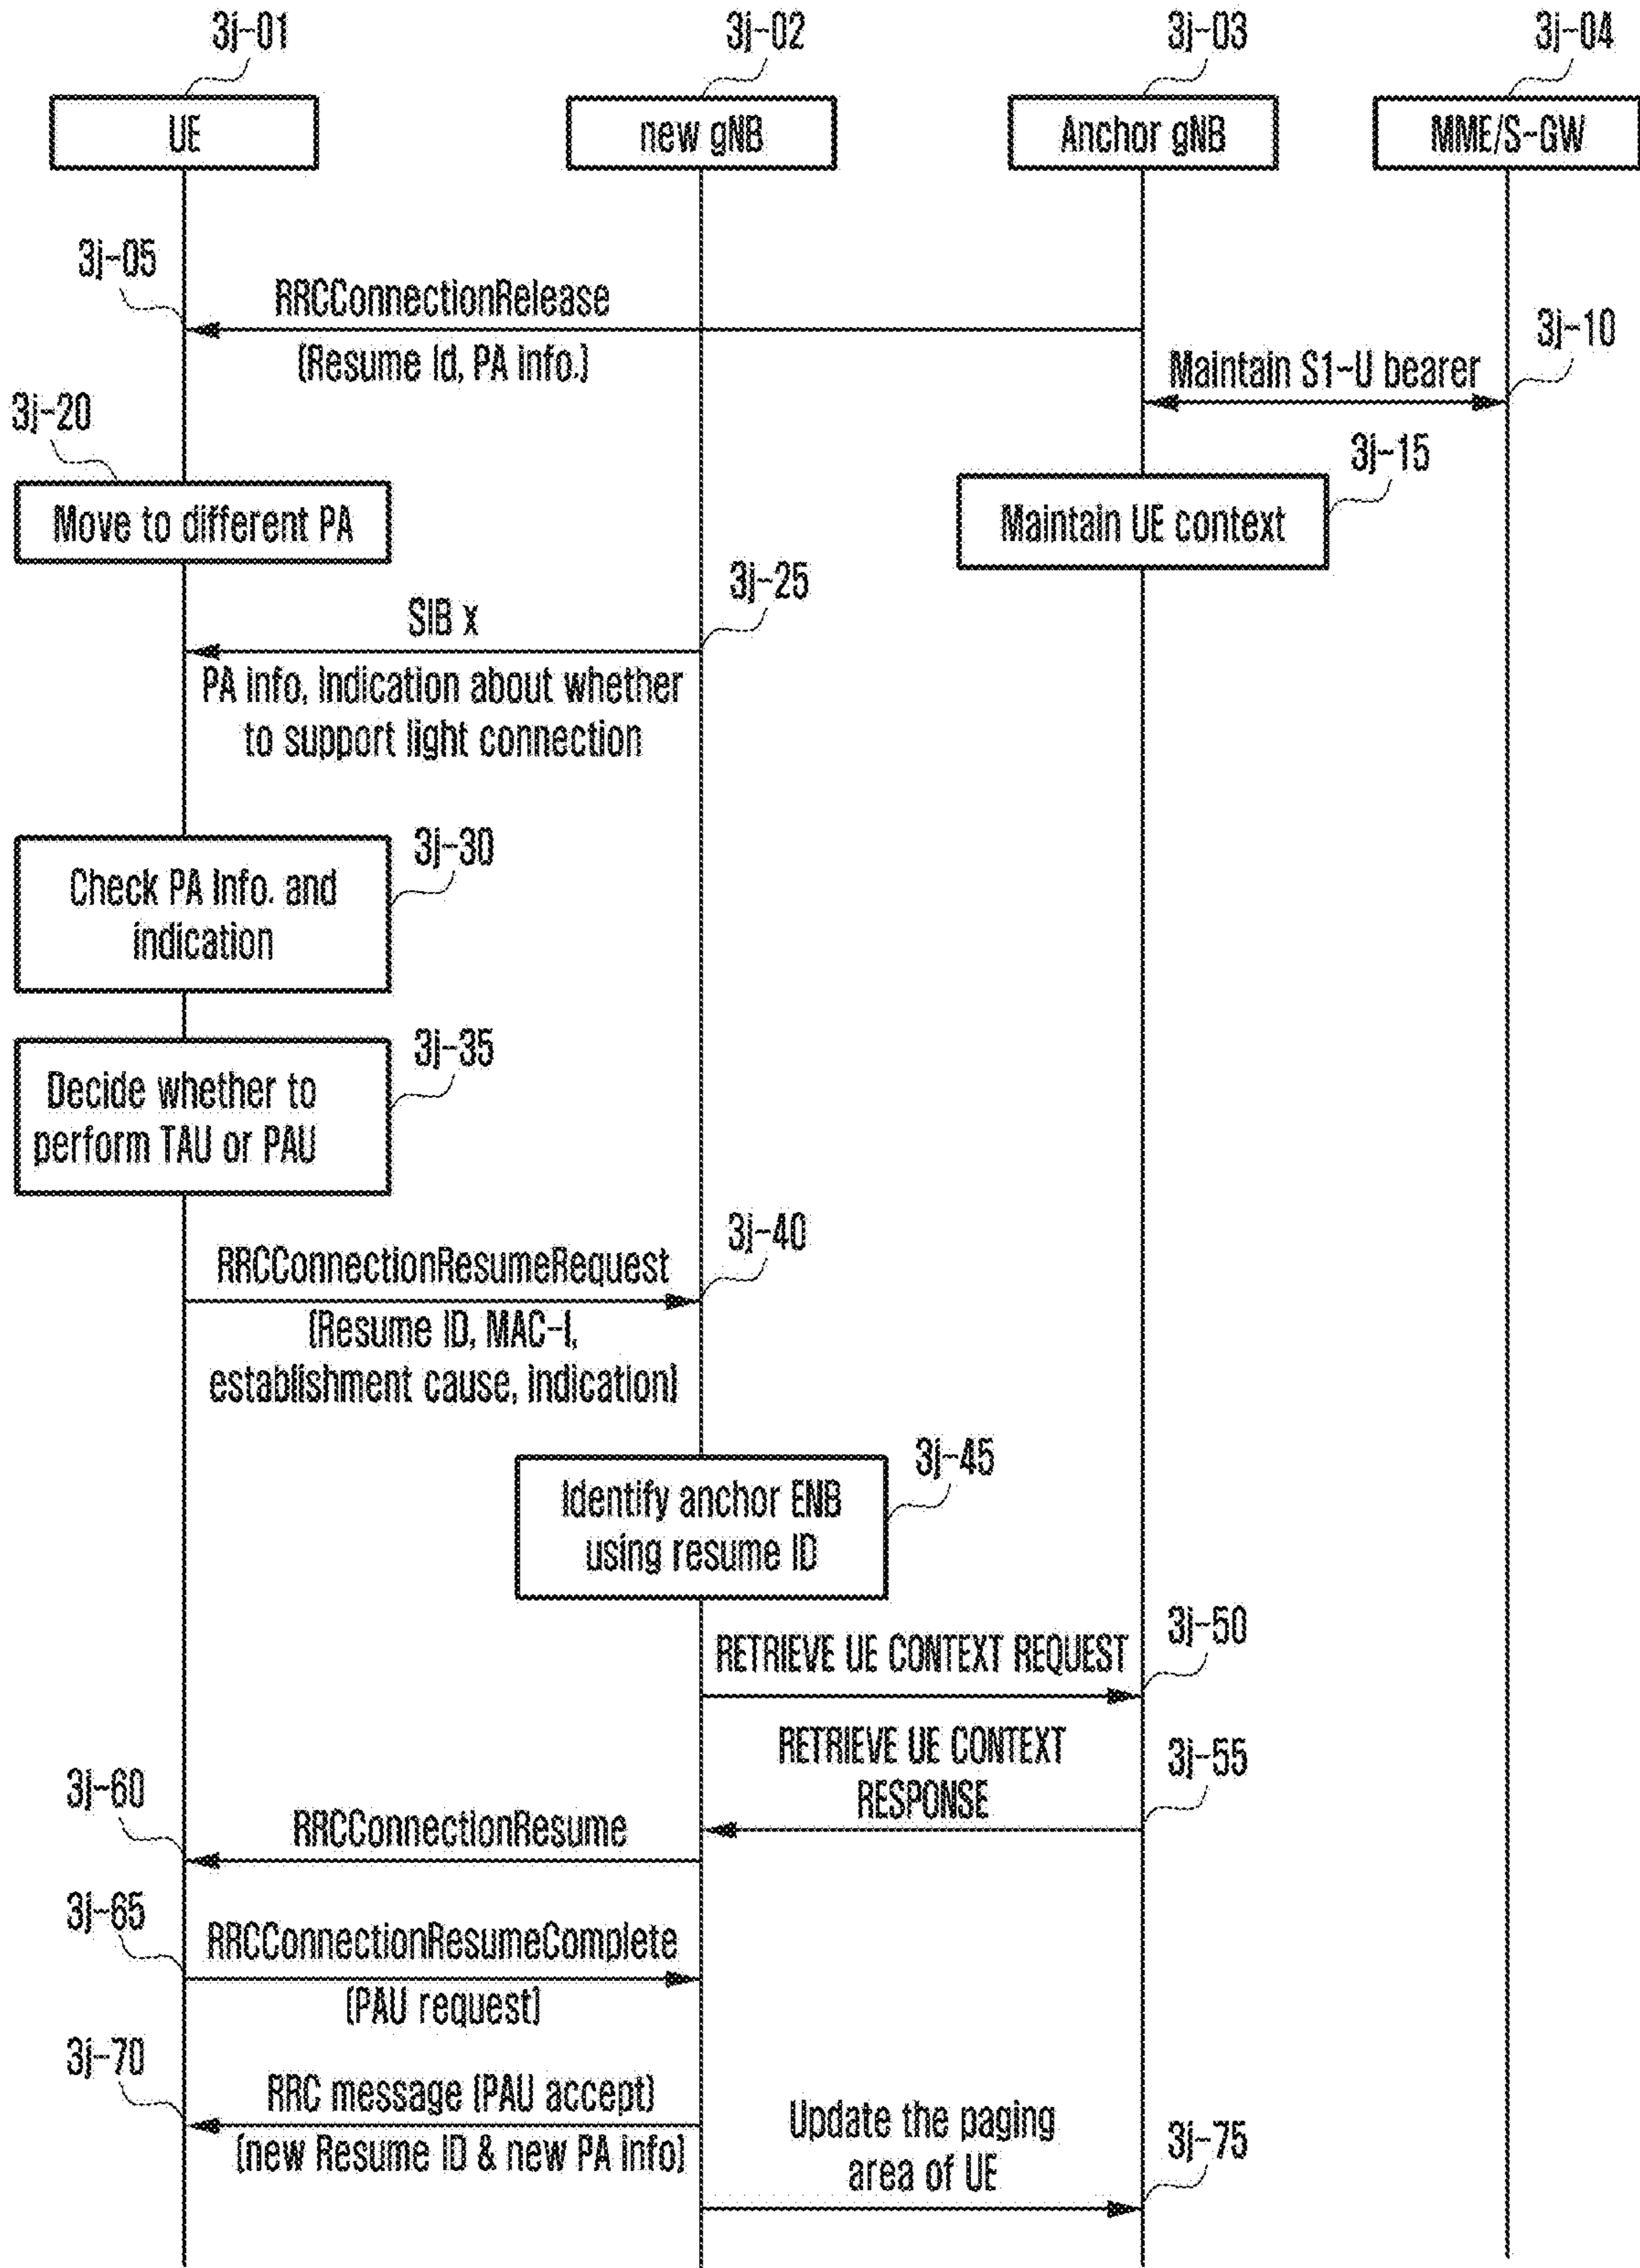 3j-01
3j-02
3j-03
3j-04
UE
new gNB
Anchor gNB
MME/S-GW
3j-05
RRCConnectionRelease
(Resume Id, PA info.)
3j-10
Maintain S1-U bearer
3j-15
Maintain UE context
3j-20
Move to different PA
3j-25
SIB x
PA info, Indication about whether
to support light connection
3j-30
Check PA Info. and
indication
3j-35
Decide whether to
perform TAU or PAU
3j-40
RRCConnectionResumeRequest
(Resume ID, MAC-I,
establishment cause, indication)
3j-45
Identify anchor ENB
using resume ID
3j-50
RETRIEVE UE CONTEXT REQUEST
3j-55
RETRIEVE UE CONTEXT
RESPONSE
3j-60
RRCConnectionResume
3j-65
RRCConnectionResumeComplete
(PAU request)
3j-70
RRC message (PAU accept)
(new Resume ID & new PA info)
Update the paging
area of UE
3j-75